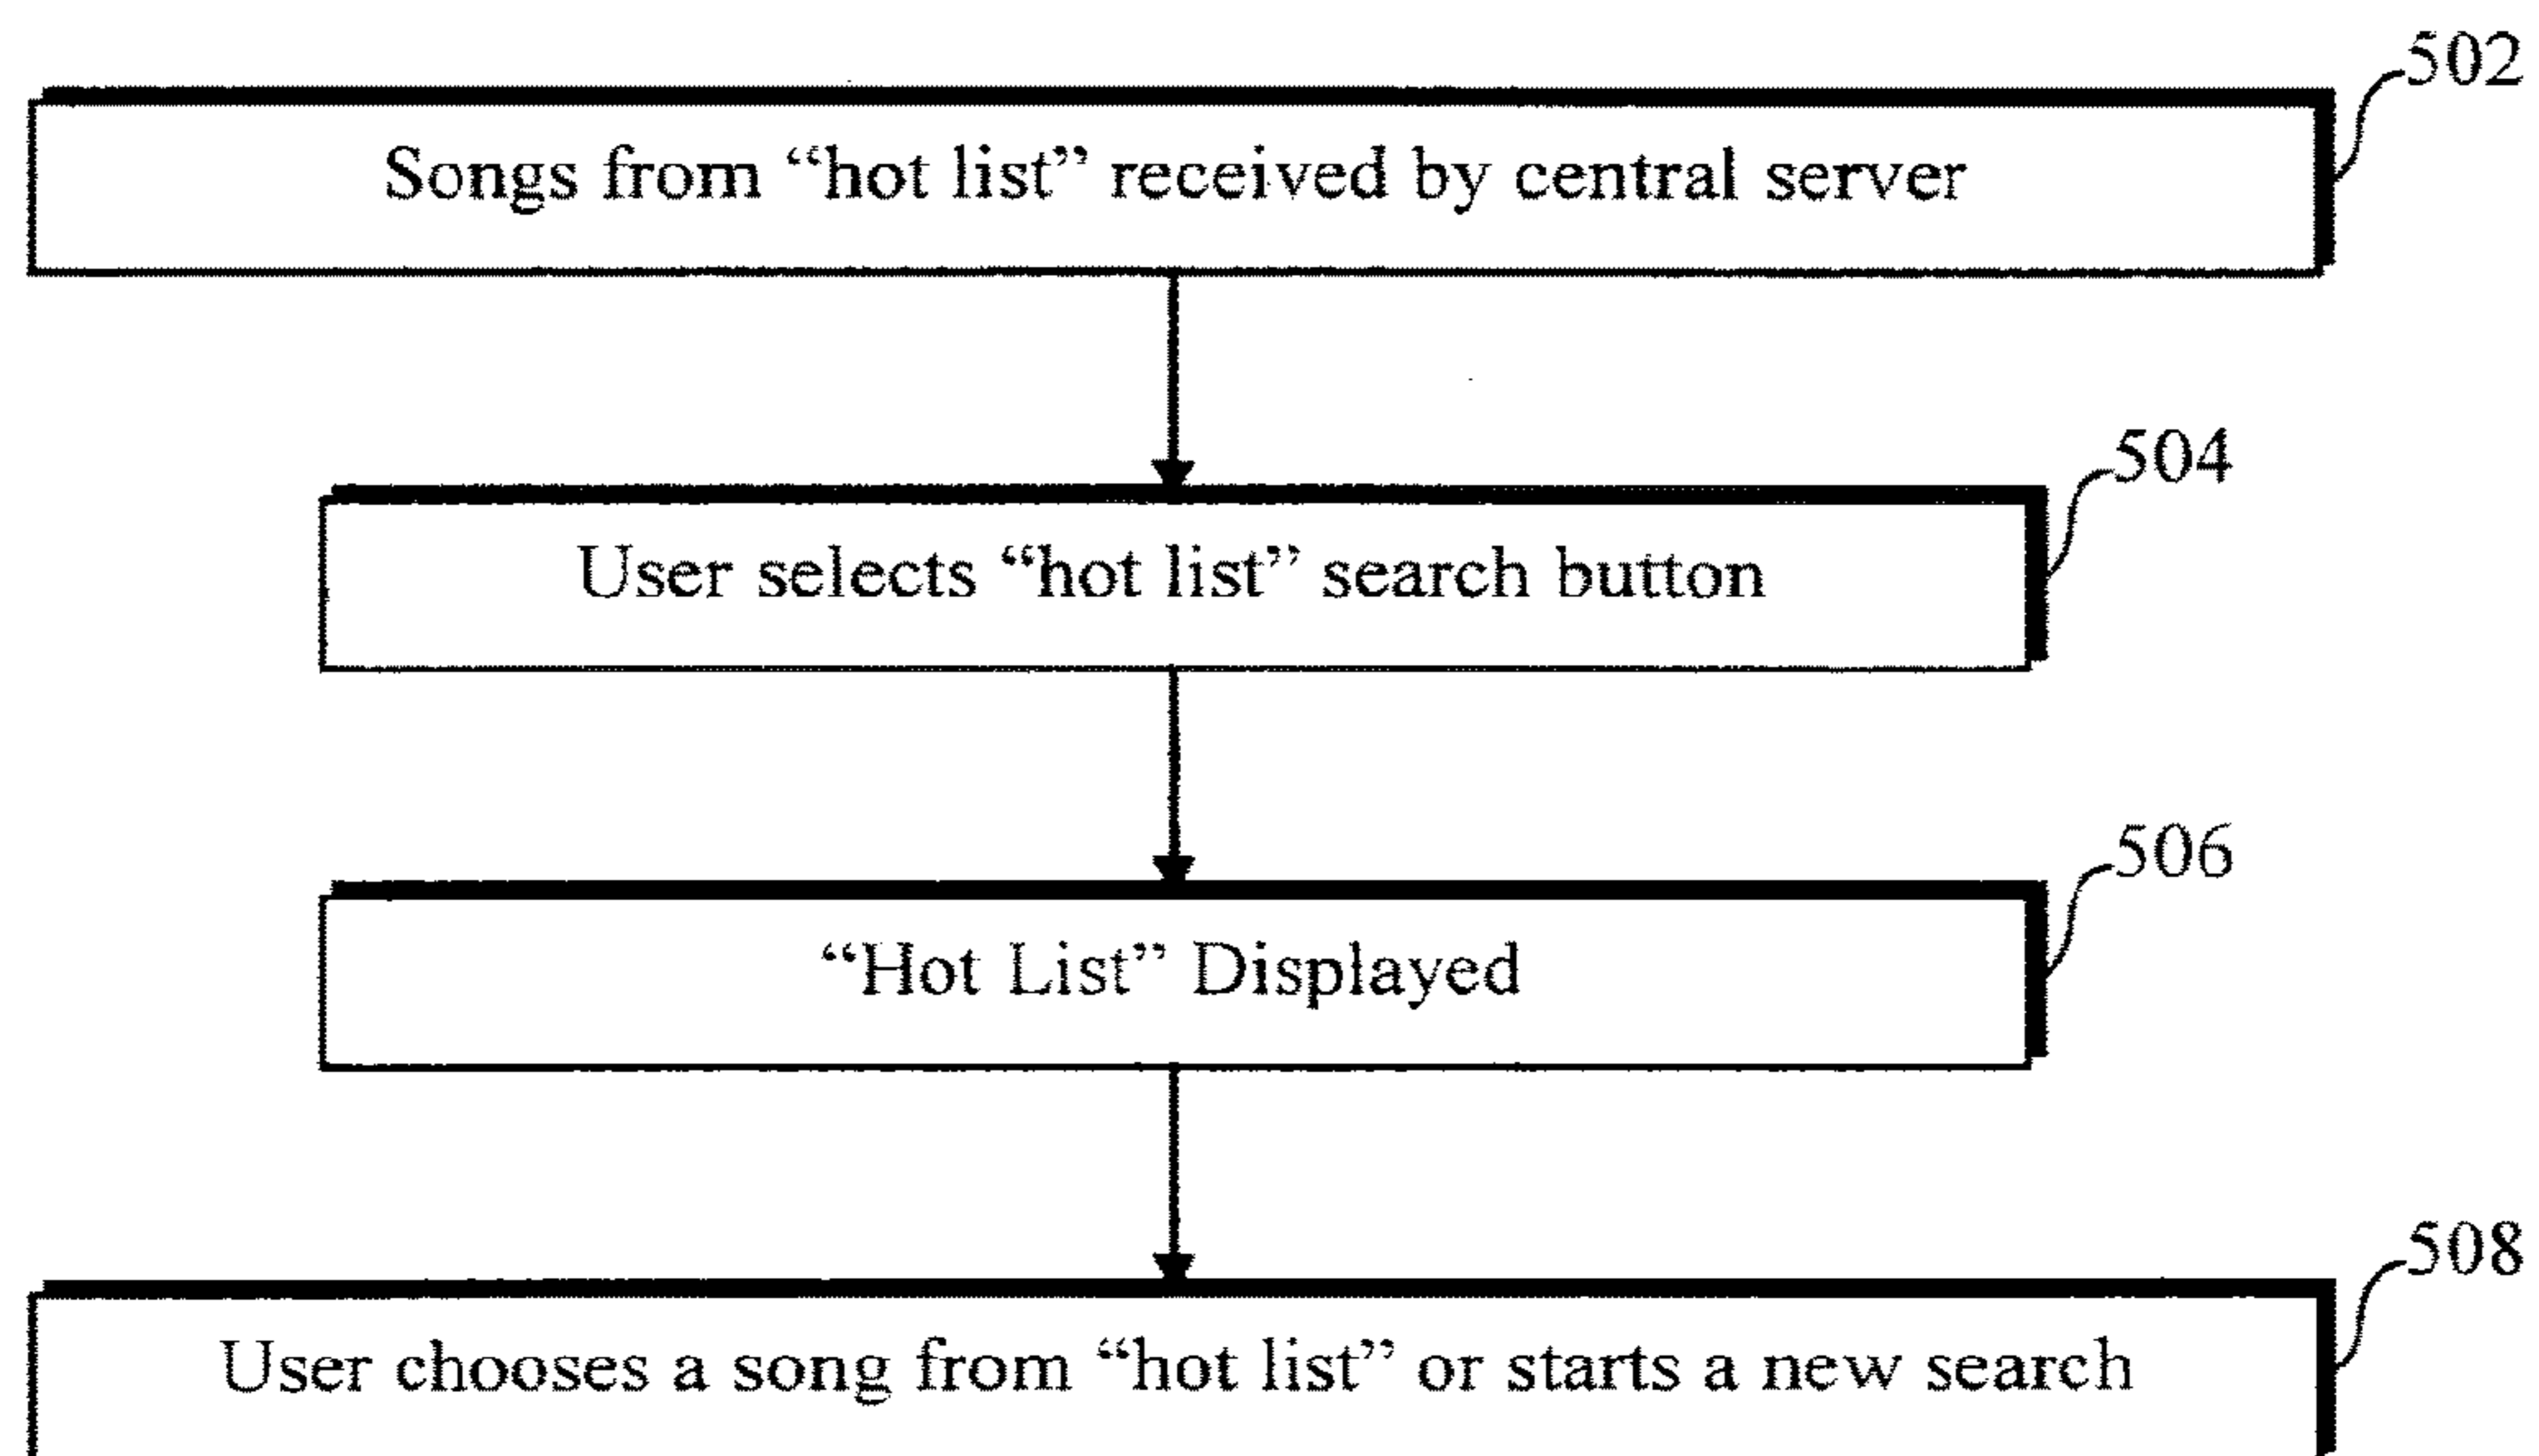 502
Songs from “hot list” received by central server
504
User selects “hot list” search button
506
“Hot List” Displayed
508
User chooses a song from “hot list” or starts a new search